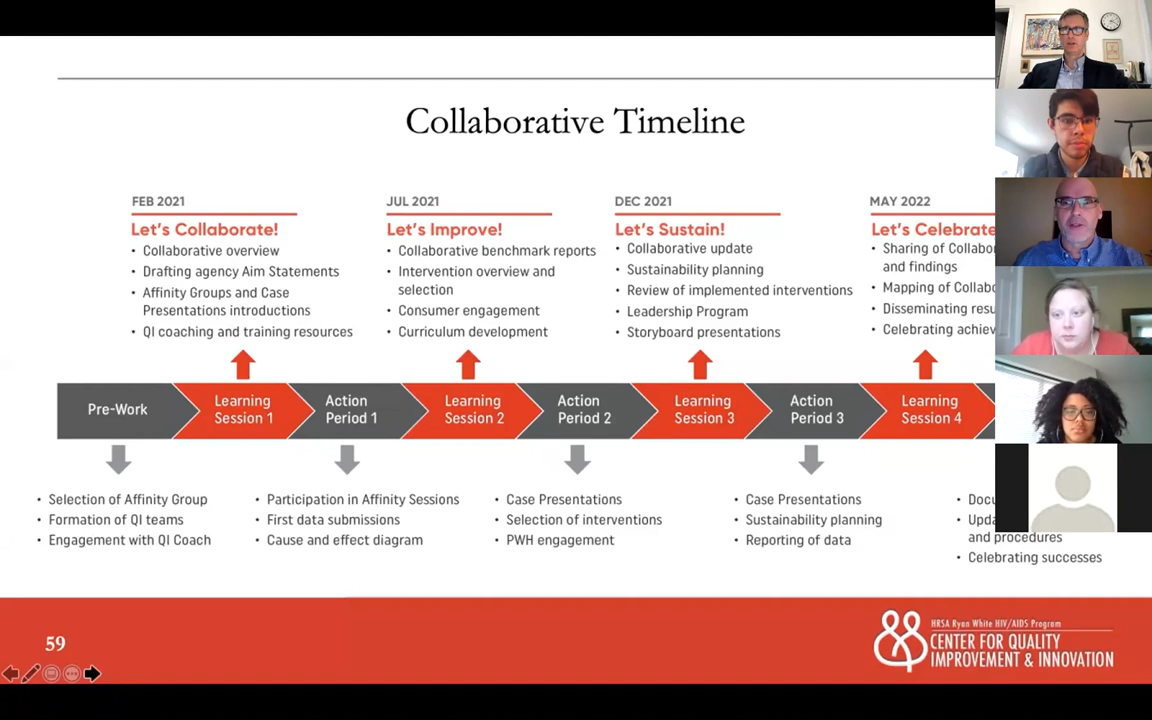 Collaborative Timeline
FEB 2021
Let's Collaborate!
• Collaborative overview
• Drafting agency Aim Statements
• Affinity Groups and Case
Presentations introductions
• QI coaching and training resources
JUL 2021
Let's Improve!
• Collaborative benchmark reports
• Intervention overview and
selection
• Consumer engagement
• Curriculum development
DEC 2021
Let's Sustain!
• Collaborative update
• Sustainability planning
• Review of implemented interventions
• Leadership Program
• Storyboard presentations
MAY 2022
Let's Celebrate
• Sharing of
and findings
• Mapping of
• Disseminating
• Celebrating
Pre-Work
Learning
Session 1
Action
Period 1
Learning
Session 2
Action
Period 2
Learning
Session 3
Action
Period 3
Learning
Session 4
• Selection of Affinity Group
• Formation of QI teams
• Engagement with QI Coach
• Participation in Affinity Sessions
• First data submissions
• Cause and effect diagram
• Case Presentations
• Selection of interventions
• PWH engagement
• Case Presentations
• Sustainability planning
• Reporting of data
and procedures
• Celebrating successes
59
HRSA Ryan White HIV/AIDS Program
CENTER FOR QUALITY
IMPROVEMENT & INNOVATION